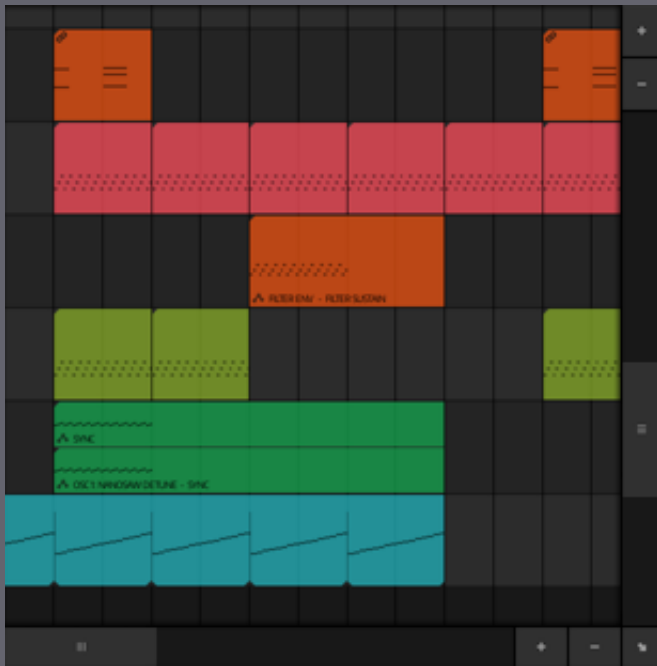 FILTER ENV - FILTER SUSTAIN
SYNC
OSC 1 NANOSAW DETUNE - SYNC